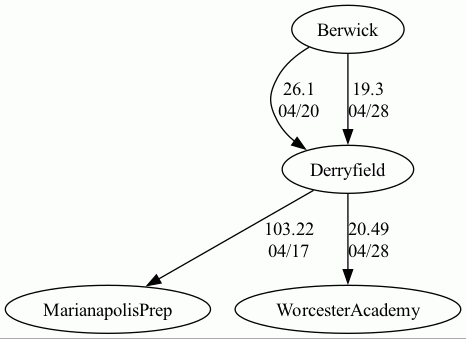 Berwick
26.1
04/20
19.3
04/28
Derryfield
103.22
04/17
20.49
04/28
MarianapolisPrep
WorcesterAcademy